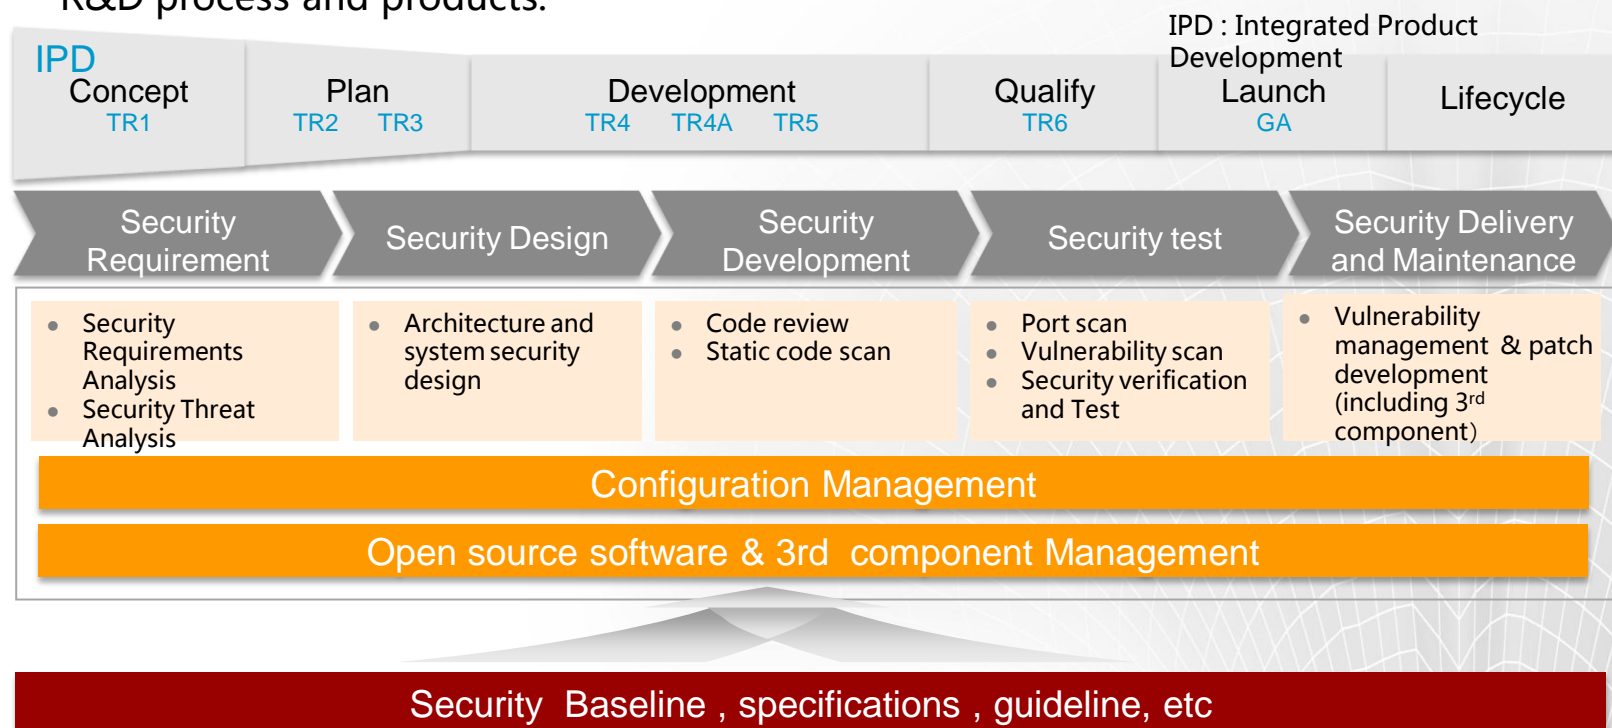 R&D process and products.
IPD : Integrated Product
Development
IPD
Concept
TR1
Plan
TR2 TR3
Development
TR4 TR4A TR5
Qualify
TR6
Launch
GA
Lifecycle
Security
Requirement
Security Design
Security
Development
Security test
Security Delivery
and Maintenance
● Security
Requirements
Analysis
● Security Threat
Analysis
● Architecture and
system security
design
● Code review
● Static code scan
● Port scan
● Vulnerability scan
● Security verification
and Test
● Vulnerability
management & patch
development
(including 3rd
component）
Configuration Management
Open source software & 3rd component Management
Security Baseline , specifications , guideline, etc